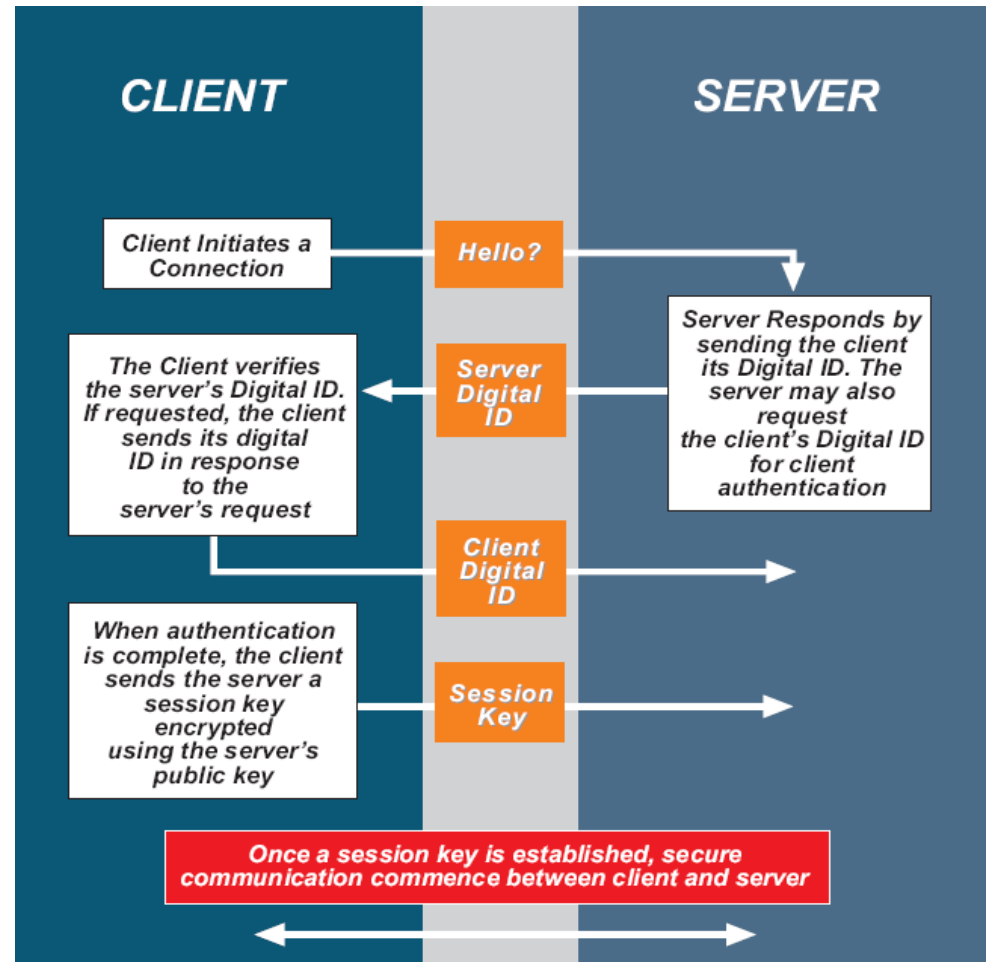 CLIENT
SERVER
Client Initiates a
Connection
Hello?
Server Responds by
sending the client
its Digital ID. The
server may also
request
the client's Digital ID
for client
authentication
Server
Digital
ID
The Client verifies
the server's Digital ID.
If requested, the client
sends its digital
ID in response
to the
server's request
Client
Digital
ID
When authentication
is complete, the client
sends the server a
session key
encrypted
using the server's
public key
Session
Key
Once a session key is established, secure
communication commence between client and server